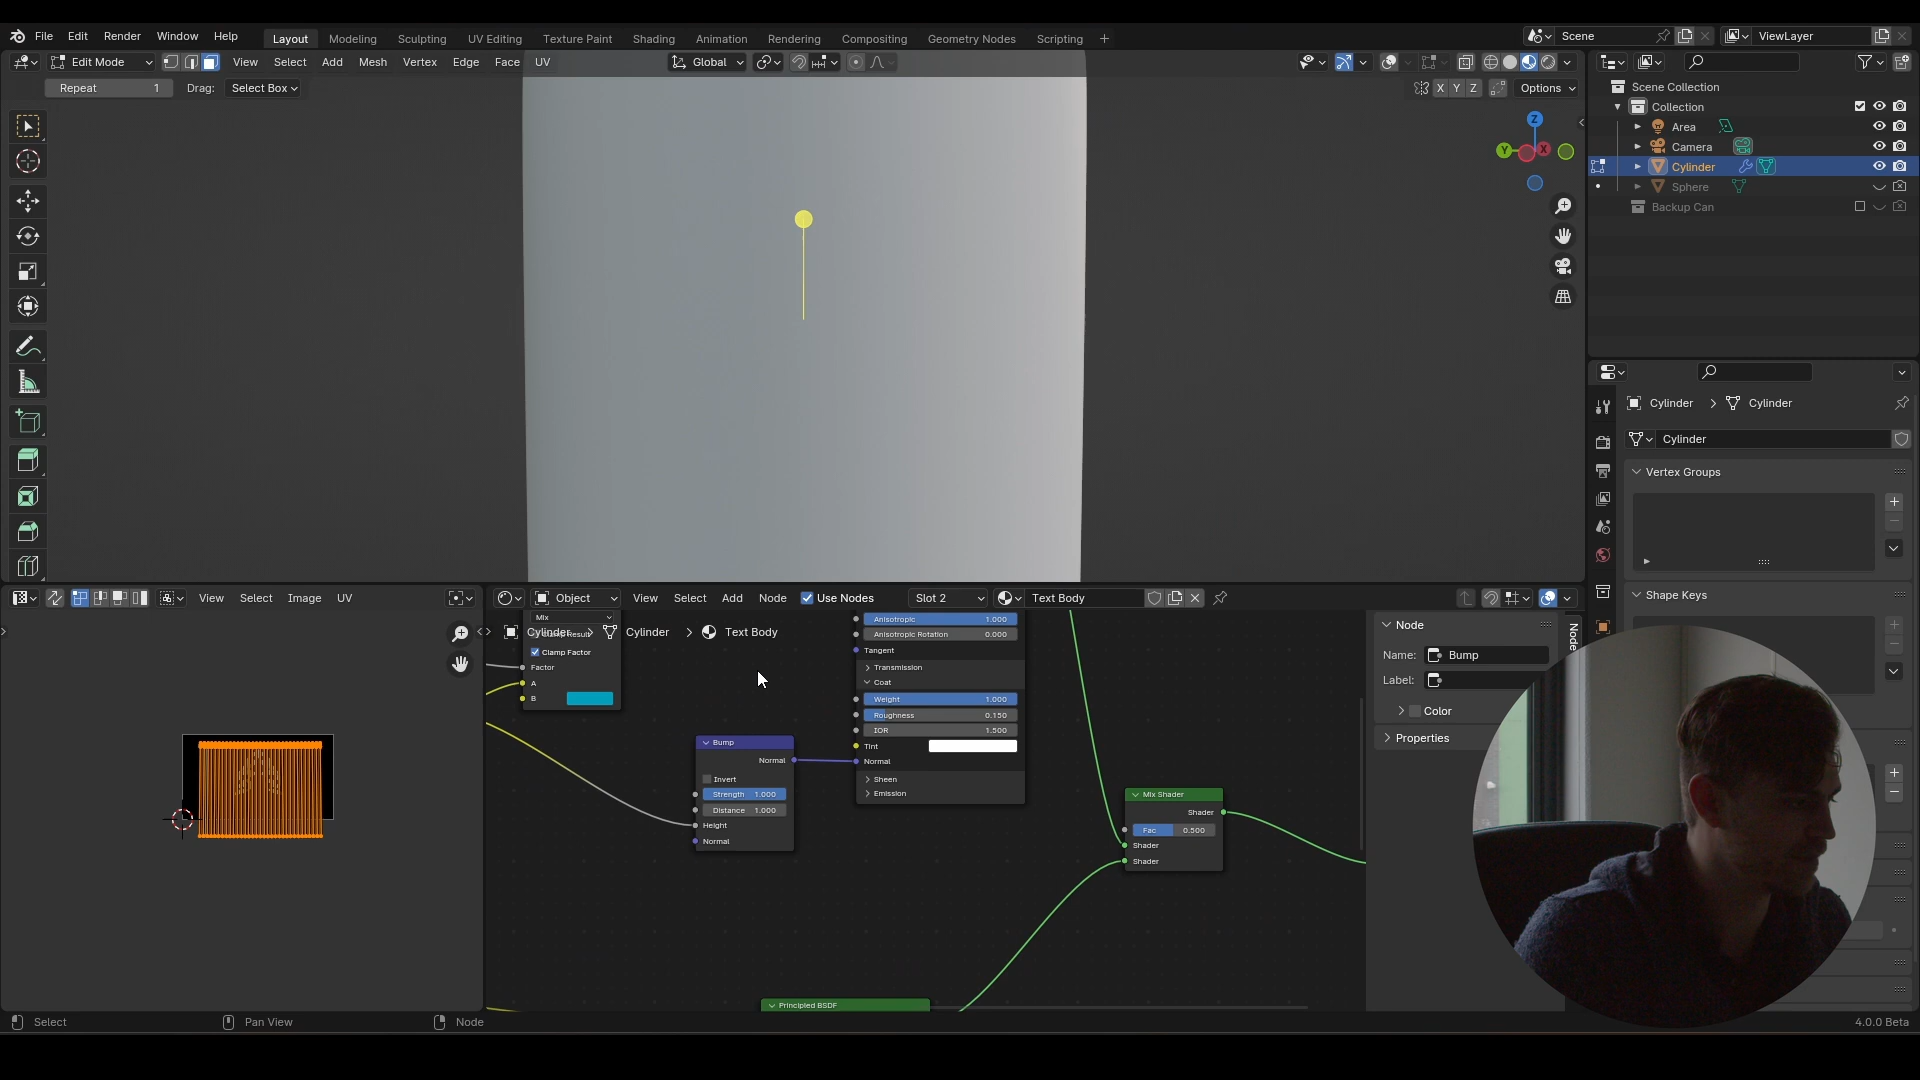 File Edit Render Window Help
Layout Modeling Sculpting UV Editing Texture Paint Shading Animation Rendering Compositing Geometry Nodes Scripting +
Scene
ViewLayer
Edit Mode View Select Add Mesh Vertex Edge Face UV
Global
Repeat 1 Drag: Select Box
X Y Z Options
Z
Y X
Scene Collection
Collection
Area
Camera
Cylinder
Sphere
Backup Can
Cylinder > Cylinder
Cylinder
Vertex Groups
Shape Keys
View Select Image UV
Object View Select Add Node Use Nodes Slot 2 Text Body
Cylinder > Cylinder > Text Body
Mix
Clamp Factor
Factor
A
B
Bump
Normal
Invert
Strength 1.000
Distance 1.000
Height
Normal
Anisotropic 1.000
Anisotropic Rotation 0.000
Tangent
Transmission
Coat
Weight 1.000
Roughness 0.150
IOR 1.500
Tint
Normal
Sheen
Emission
Mix Shader
Shader
Fac 0.500
Shader
Shader
Principled BSDF
Node
Name: Bump
Label:
Color
Properties
Node
Select Pan View Node
4.0.0 Beta